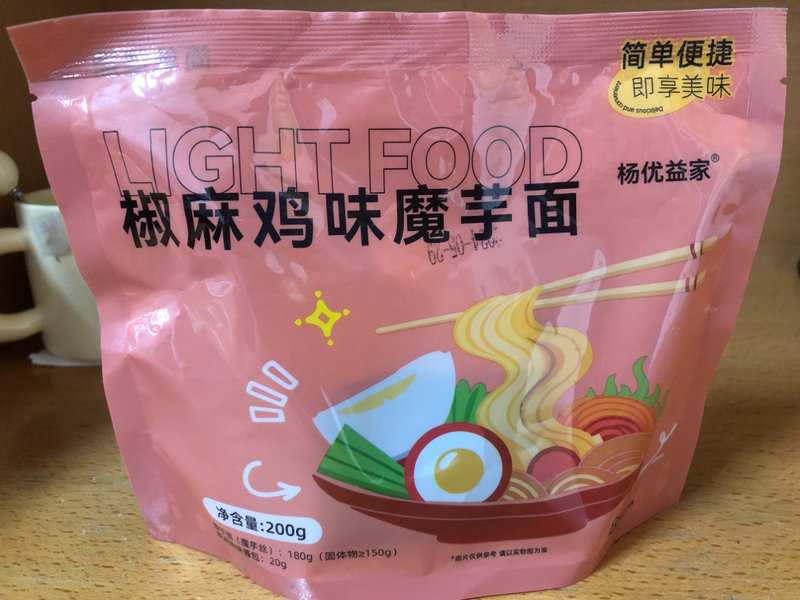 简单便捷
即享美味
Delicious and convenient
LIGHT FOOD
杨优益家®
椒麻鸡味魔芋面
净含量:200g
(魔芋丝):180g(固体物≥150g)
包:20g
*图片仅供参考 请以实物图为准